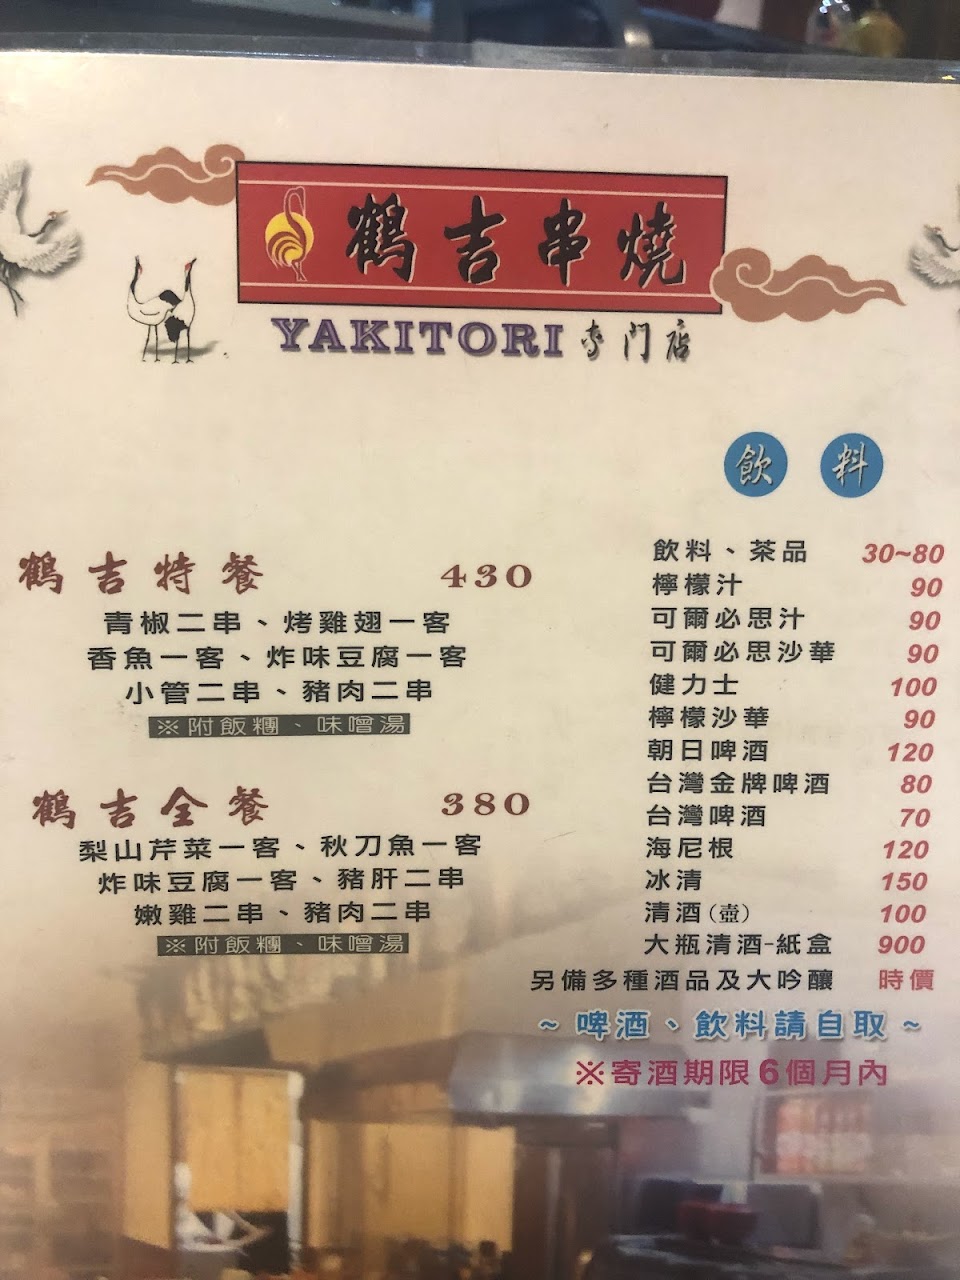 鶴吉串燒
YAKITORI 專門店
鶴吉特餐 430
青椒二串、烤雞翅一客
香魚一客、炸味豆腐一客
小管二串、豬肉二串
※附飯糰、味噌湯
鶴吉全餐 380
梨山芹菜一客、秋刀魚一客
炸味豆腐一客、豬肝二串
嫩雞二串、豬肉二串
※附飯糰、味噌湯
飲料
飲料、茶品 30~80
檸檬汁 90
可爾必思汁 90
可爾必思沙華 90
健力士 100
檸檬沙華 90
朝日啤酒 120
台灣金牌啤酒 80
台灣啤酒 70
海尼根 120
冰清 150
清酒(壺) 100
大瓶清酒-紙盒 900
另備多種酒品及大吟釀 時價
~ 啤酒、飲料請自取 ~
※寄酒期限6個月內